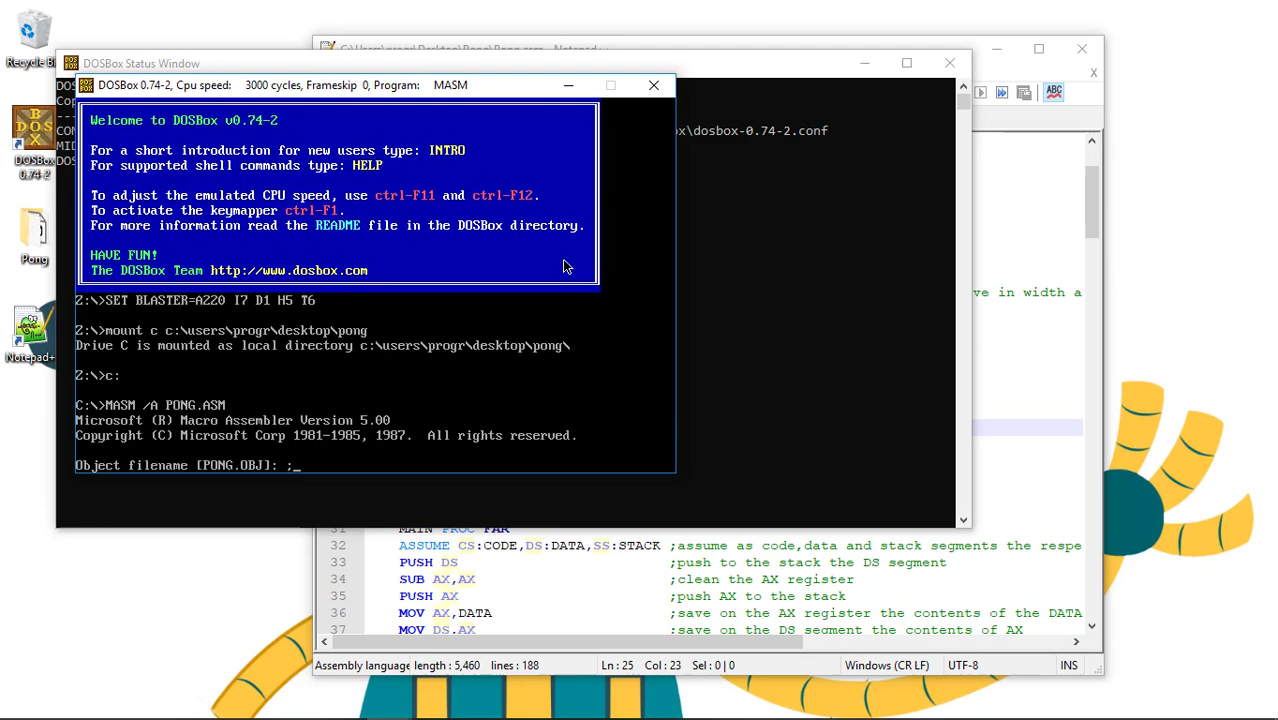 Recycle Bi
DOSBox
0.74-2
Pong
Notepad+
DOSBox Status Window
DOSBox 0.74-2, Cpu speed: 3000 cycles, Frameskip 0, Program: MASM
x\dosbox-0.74-2.conf
Welcome to DOSBox v0.74-2
For a short introduction for new users type: INTRO
For supported shell commands type: HELP
To adjust the emulated CPU speed, use ctrl-F11 and ctrl-F12.
To activate the keymapper ctrl-F1.
For more information read the README file in the DOSBox directory.
HAVE FUN!
The DOSBox Team http://www.dosbox.com
Z:\>SET BLASTER=A220 I7 D1 H5 T6
Z:\>mount c c:\users\progr\desktop\pong
Drive C is mounted as local directory c:\users\progr\desktop\pong\
Z:\>c:
C:\>MASM /A PONG.ASM
Microsoft (R) Macro Assembler Version 5.00
Copyright (C) Microsoft Corp 1981-1985, 1987.  All rights reserved.
Object filename [PONG.OBJ]: ;_
ABC
ve in width a
31 MAIN PROC FAR
32 ASSUME CS:CODE,DS:DATA,SS:STACK ;assume as code,data and stack segments the respe
33 PUSH DS ;push to the stack the DS segment
34 SUB AX,AX ;clean the AX register
35 PUSH AX ;push AX to the stack
36 MOV AX,DATA ;save on the AX register the contents of the DATA
37 MOV DS,AX ;save on the DS segment the contents of AX
Assembly language length : 5,460 lines : 188 Ln : 25 Col : 23 Sel : 0 | 0 Windows (CR LF) UTF-8 INS